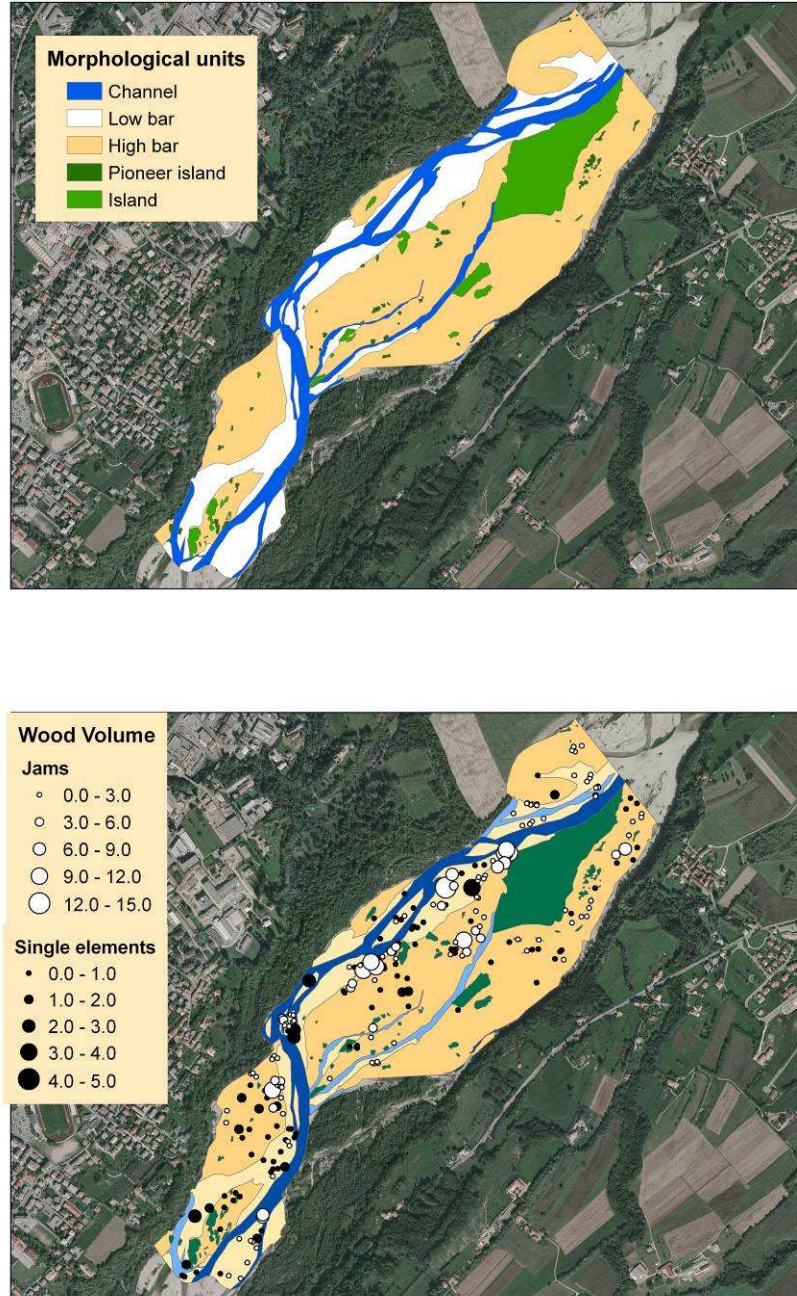 Morphological units
Channel
Low bar
High bar
Pioneer island
Island
Wood Volume
Jams
0.0 - 3.0
3.0 - 6.0
6.0 - 9.0
9.0 - 12.0
12.0 - 15.0
Single elements
0.0 - 1.0
1.0 - 2.0
2.0 - 3.0
3.0 - 4.0
4.0 - 5.0